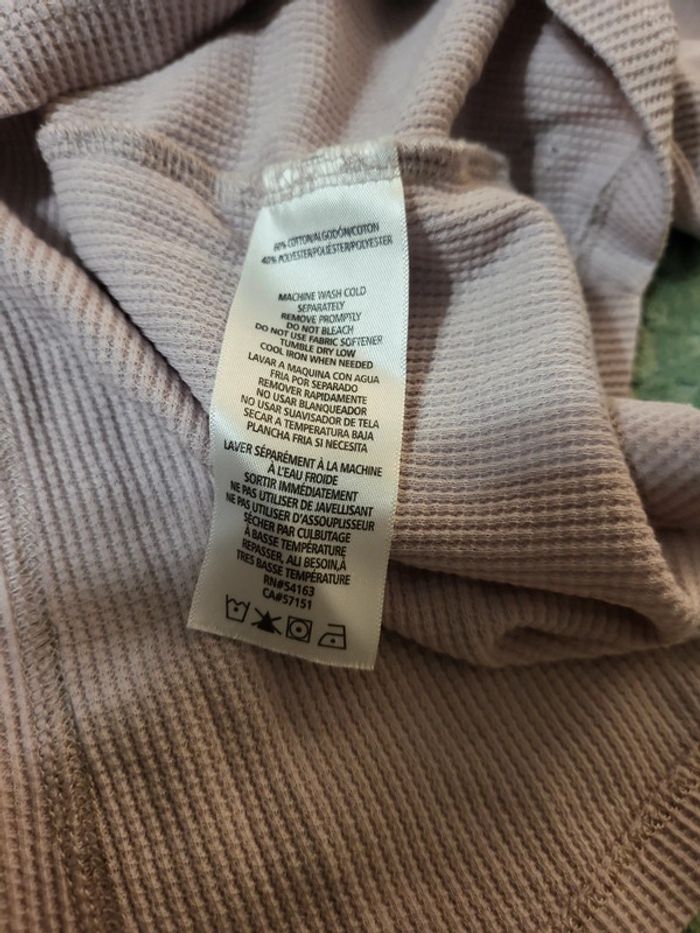 60% COTTON/ALGODÓN/COTON
40% POLYESTER/POLIÉSTER/POLYESTER
MACHINE WASH COLD
SEPARATELY
REMOVE PROMPTLY
DO NOT BLEACH
DO NOT USE FABRIC SOFTENER
TUMBLE DRY LOW
COOL IRON WHEN NEEDED
LAVAR A MAQUINA CON AGUA
FRIA POR SEPARADO
REMOVER RAPIDAMENTE
NO USAR BLANQUEADOR
NO USAR SUAVISADOR DE TELA
SECAR A TEMPERATURA BAJA
PLANCHA FRIA SI NECESITA
LAVER SÉPARÉMENT À LA MACHINE
À L'EAU FROIDE
SORTIR IMMÉDIATEMENT
NE PAS UTILISER DE JAVELLISANT
NE PAS UTILISER D'ASSOUPLISSEUR
SÉCHER PAR CULBUTAGE
À BASSE TEMPÉRATURE
REPASSER, ALI BESOIN,À
TRES BASSE TEMPÉRATURE
RN#54163
CA#57151